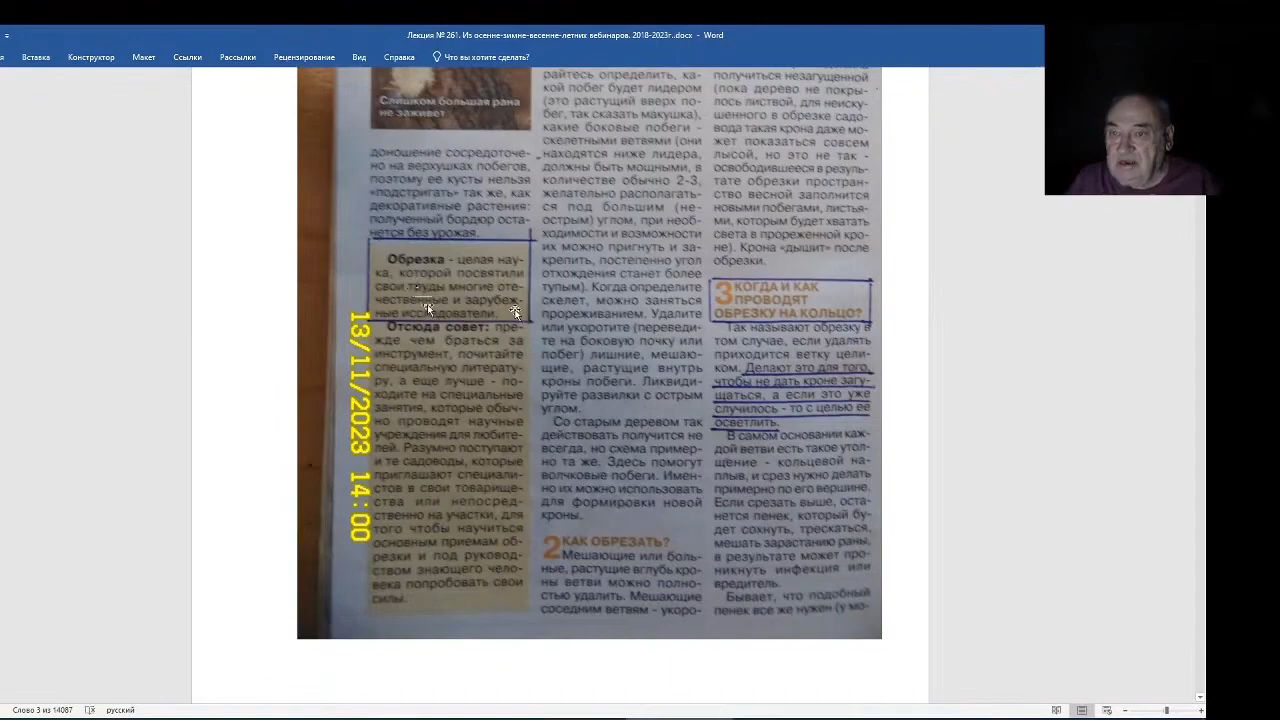 Лекция № 261. Из осенне-зимне-весенне-летних вебинаров. 2018-2023г..docx - Word
Вставка Конструктор Макет Ссылки Рассылки Рецензирование Вид Справка Что вы хотите сделать?
Слишком большая рана
не заживет
доношение сосредоточе-
но на верхушках побегов,
поэтому ее кусты нельзя
«подстригать» так же, как
декоративные растения:
полученный бордюр оста-
нется без урожая.
Обрезка - целая нау-
ка, которой посвятили
свои труды многие оте-
чественные и зарубеж-
ные исследователи.
Отсюда совет: пре-
жде чем браться за
инструмент, почитайте
специальную литерату-
ру, а еще лучше - по-
ходите на специальные
занятия, которые обыч-
но проводят научные
учреждения для любите-
лей. Разумно поступают
и те садоводы, которые
приглашают специали-
стов в свои товарище-
ства или непосред-
ственно на участки, для
того чтобы научиться
основным приемам об-
резки и под руковод-
ством знающего чело-
века попробовать свои
силы.
райтесь определить, ка-
кой побег будет лидером
(это растущий вверх по-
бег, так сказать макушка),
какие боковые побеги -
скелетными ветвями (они
находятся ниже лидера,
должны быть мощными, в
количестве обычно 2-3,
желательно располагать-
ся под большим (не-
острым) углом, при необ-
ходимости и возможности
их можно пригнуть и за-
крепить, постепенно угол
отхождения станет более
тупым). Когда определите
скелет, можно заняться
прореживанием. Удалите
или укоротите (переведи-
те на боковую почку или
побег) лишние, мешаю-
щие, растущие внутрь
кроны побеги. Ликвиди-
руйте развилки с острым
углом.
Со старым деревом так
действовать получится не
всегда, но схема пример-
но та же. Здесь помогут
волчковые побеги. Имен-
но их можно использовать
для формировки новой
кроны.
2 КАК ОБРЕЗАТЬ?
Мешающие или боль-
ные, растущие вглубь кро-
ны ветви можно полно-
стью удалить. Мешающие
соседним ветвям - укоро-
получиться незагущенной
(пока дерево не покры-
лось листвой, для неиску-
шенного в обрезке садо-
вода такая крона даже мо-
жет показаться совсем
лысой, но это не так -
освободившееся в резуль-
тате обрезки простран-
ство весной заполнится
новыми побегами, листья-
ми, которым будет хватать
света в прореженной кро-
не). Крона «дышит» после
обрезки.
3 КОГДА И КАК
ПРОВОДЯТ
ОБРЕЗКУ НА КОЛЬЦО?
Так называют обрезку в
том случае, если удалять
приходится ветку цели-
ком. Делают это для того,
чтобы не дать кроне загу-
щаться, а если это уже
случилось - то с целью ее
осветлить.
В самом основании каж-
дой ветви есть такое утол-
щение - кольцевой на-
плыв, и срез нужно делать
примерно по его вершине.
Если срезать выше, оста-
нется пенек, который бу-
дет сохнуть, трескаться,
мешать зарастанию раны,
в результате может про-
никнуть инфекция или
вредитель.
Бывает, что подобный
пенек все же нужен (у мо-
13/11/2023 14:00
Слово 3 из 14087 русский